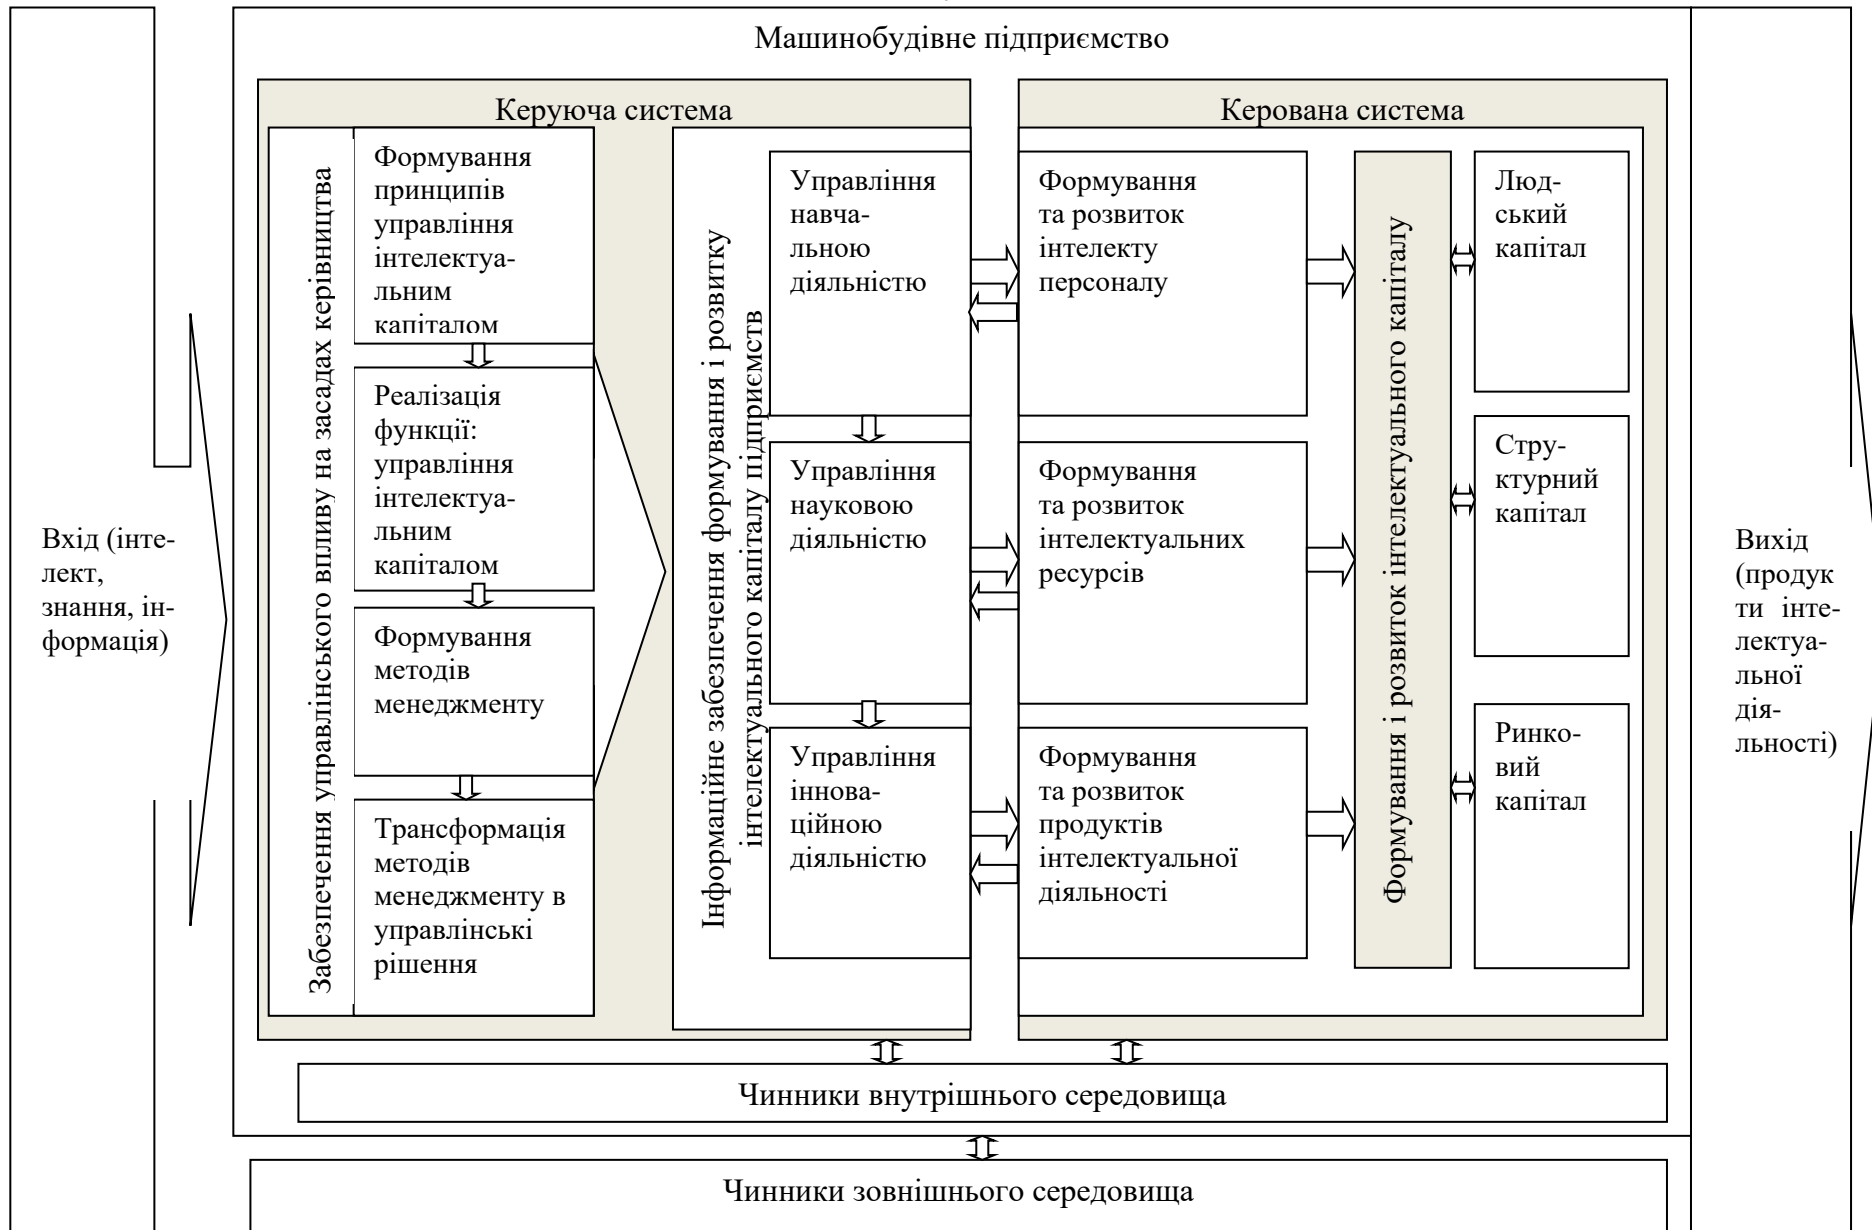 Машинобудівне підприємство
Вхід (інте-
лект,
знання, ін-
формація)
Керуюча система
Забезпечення управлінського впливу на засадах керівництва
Формування
принципів
управління
інтелектуа-
льним
капіталом
Реалізація
функції:
управління
інтелектуа-
льним
капіталом
Формування
методів
менеджменту
Трансформація
методів
менеджменту в
управлінські
рішення
Інформаційне забезпечення формування і розвитку
інтелектуального капіталу підприємств
Управління
навча-
льною
діяльністю
Управління
науковою
діяльністю
Управління
іннова-
ційною
діяльністю
Керована система
Формування
та розвиток
інтелекту
персоналу
Формування
та розвиток
інтелектуальних
ресурсів
Формування
та розвиток
продуктів
інтелектуальної
діяльності
Формування і розвиток інтелектуального капіталу
Люд-
ський
капітал
Стру-
ктурний
капітал
Ринко-
вий
капітал
Вихід
(продук
ти інте-
лектуа-
льної
дія-
льності)
Чинники внутрішнього середовища
Чинники зовнішнього середовища